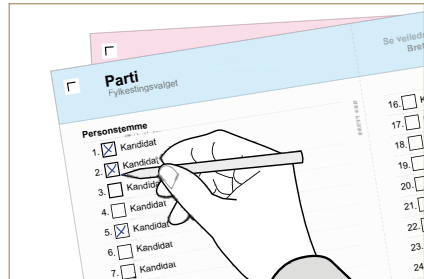 Parti
Fylkestingsvalget
Se veiled
Bret
Personstemme
1. Kandidat
2. Kandidat
3. Kandidat
4. Kandidat
5. Kandidat
6. Kandidat
7. Kandidat
16. K
17. K
18.
19.
20.
21.
22.
23.
24.